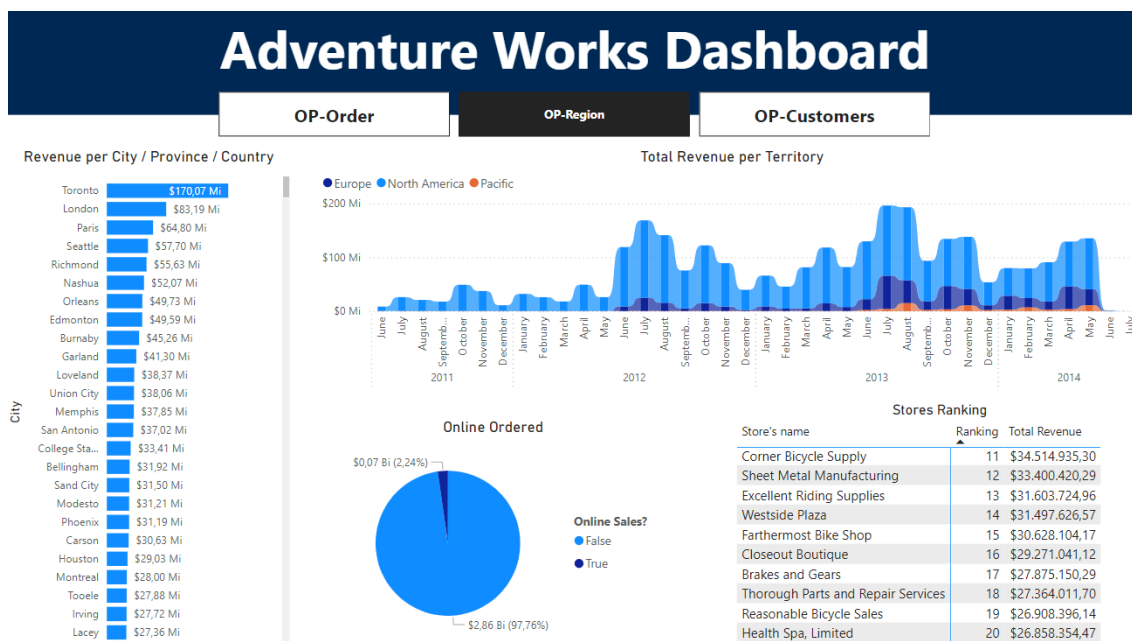 Adventure Works Dashboard
OP-Order
OP-Region
OP-Customers
Revenue per City / Province / Country
City
Toronto $170,07 Mi
London $83,19 Mi
Paris $64,80 Mi
Seattle $57,70 Mi
Richmond $55,63 Mi
Nashua $52,07 Mi
Orleans $49,73 Mi
Edmonton $49,59 Mi
Burnaby $45,26 Mi
Garland $41,30 Mi
Loveland $38,37 Mi
Union City $38,06 Mi
Memphis $37,85 Mi
San Antonio $37,02 Mi
College Sta... $33,41 Mi
Bellingham $31,92 Mi
Sand City $31,50 Mi
Modesto $31,21 Mi
Phoenix $31,19 Mi
Carson $30,63 Mi
Houston $29,03 Mi
Montreal $28,00 Mi
Tooele $27,88 Mi
Irving $27,72 Mi
Lacey $27,36 Mi
Total Revenue per Territory
Europe North America Pacific
$200 Mi
$100 Mi
$0 Mi
June July August Septemb... October November December January February March April May June July August Septemb... October November December January February March April May June July August Septemb... October November December January February March April May June July
2011 2012 2013 2014
Online Ordered
$0,07 Bi (2,24%)
$2,86 Bi (97,76%)
Online Sales?
False
True
Stores Ranking
Store's name Ranking Total Revenue
Corner Bicycle Supply 11 $34.514.935,30
Sheet Metal Manufacturing 12 $33.400.420,29
Excellent Riding Supplies 13 $31.603.724,96
Westside Plaza 14 $31.497.626,57
Farthermost Bike Shop 15 $30.628.104,17
Closeout Boutique 16 $29.271.041,12
Brakes and Gears 17 $27.875.150,29
Thorough Parts and Repair Services 18 $27.364.011,70
Reasonable Bicycle Sales 19 $26.908.396,14
Health Spa, Limited 20 $26.858.354,47